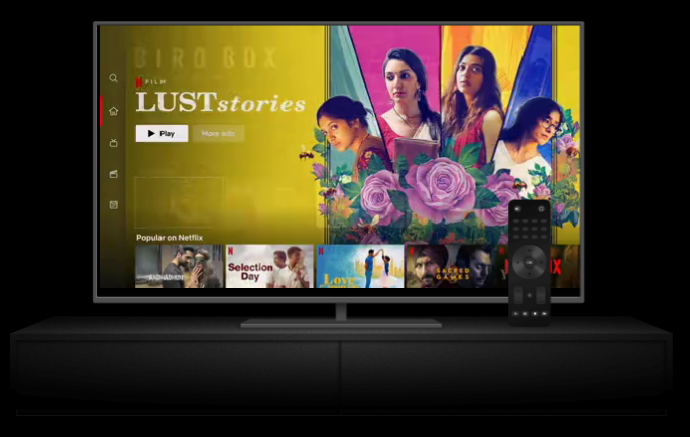 BIRD BOX
N FILM
LUST stories
Play
More Info
Popular on Netflix
N
Selection
Day
N
Love
N
SACRED
GAMES
N